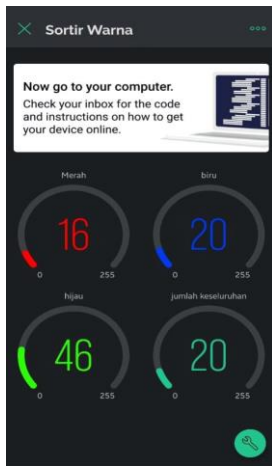 Sortir Warna
Now go to your computer.
Check your inbox for the code
and instructions on how to get
your device online.
Merah
biru
16
20
0
255
0
255
hijau
jumlah keseluruhan
46
20
0
255
0
255